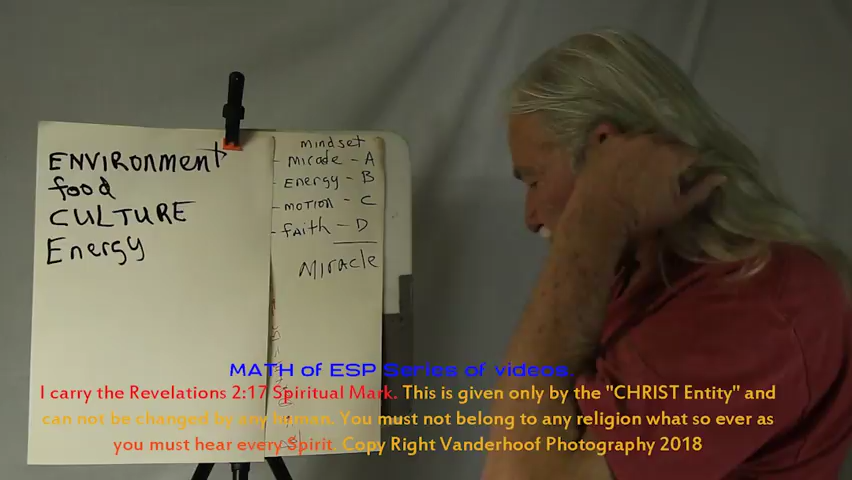 ENVIRONmENT
food
CULTURE
Energy
mindset
miracle - A
- ENERGY - B
- MOTION - C
- fAith - D
MIRacle
MATH of ESP Series of videos.
I carry the Revelations 2:17 Spiritual Mark. This is given only by the "CHRIST Entity" and
can not be changed by any human. You must not belong to any religion what so ever as
you must hear every Spirit Copy Right Vanderhoof Photography 2018